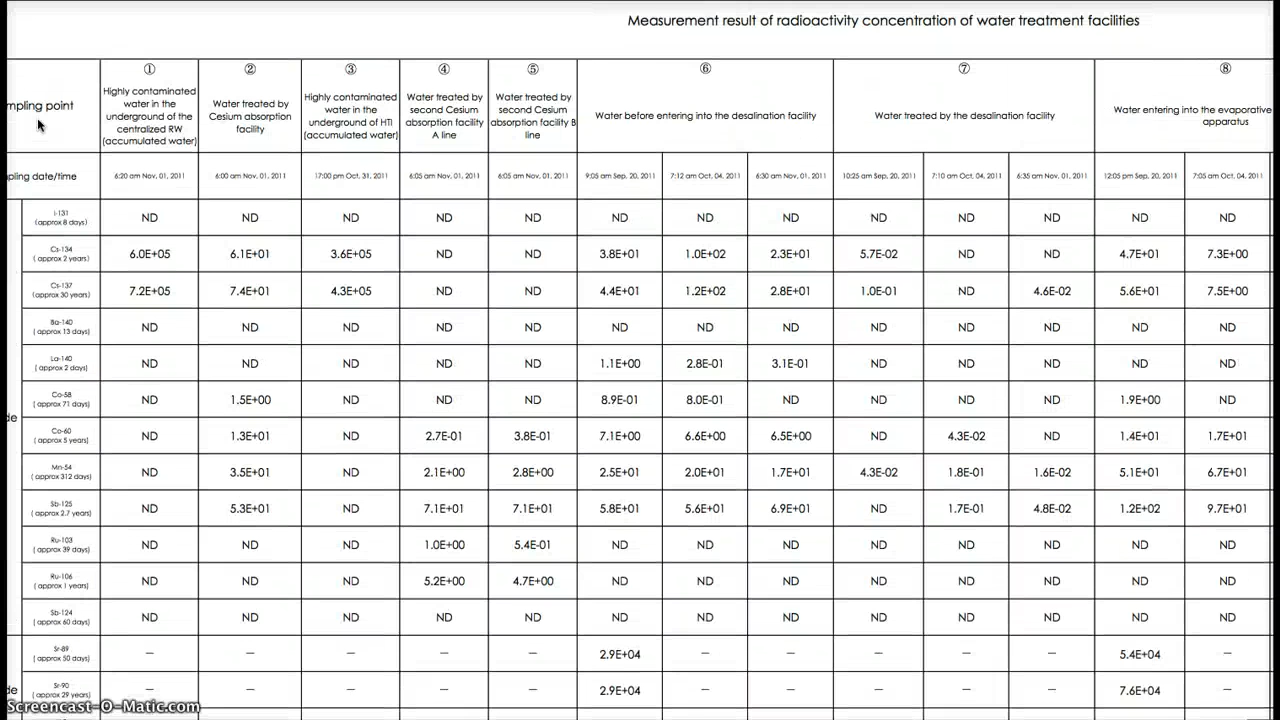 Measurement result of radioactivity concentration of water treatment facilities
① ② ③ ④ ⑤ ⑥ ⑦ ⑧
mpling point
Highly contaminated
water in the
underground of the
centralized RW
(accumulated water)
Water treated by
Cesium absorption
facility
Highly contaminated
water in the
underground of HTI
(accumulated water)
Water treated by
second Cesium
absorption facility
A line
Water treated by
second Cesium
absorption facility B
line
Water before entering into the desalination facility
Water treated by the desalination facility
Water entering into the evaporative
apparatus
pling date/time 6:20 am Nov. 01, 2011 6:00 am Nov. 01, 2011 17:00 pm Oct. 31, 2011 6:05 am Nov. 01, 2011 6:05 am Nov. 01, 2011 9:05 am Sep. 20, 2011 7:12 am Oct. 04, 2011 6:30 am Nov. 01, 2011 10:25 am Sep. 20, 2011 7:10 am Oct. 04, 2011 6:35 am Nov. 01, 2011 12:05 pm Sep. 20, 2011 7:05 am Oct. 04, 2011
I-131
(approx 8 days) ND ND ND ND ND ND ND ND ND ND ND ND ND
Cs-134
( approx 2 years) 6.0E+05 6.1E+01 3.6E+05 ND ND 3.8E+01 1.0E+02 2.3E+01 5.7E-02 ND ND 4.7E+01 7.3E+00
Cs-137
( approx 30 years) 7.2E+05 7.4E+01 4.3E+05 ND ND 4.4E+01 1.2E+02 2.8E+01 1.0E-01 ND 4.6E-02 5.6E+01 7.5E+00
Ba-140
( approx 13 days) ND ND ND ND ND ND ND ND ND ND ND ND ND
La-140
( approx 2 days) ND ND ND ND ND 1.1E+00 2.8E-01 3.1E-01 ND ND ND ND ND
Co-58
( approx 71 days) ND 1.5E+00 ND ND ND 8.9E-01 8.0E-01 ND ND ND ND 1.9E+00 ND
de
Co-60
( approx 5 years) ND 1.3E+01 ND 2.7E-01 3.8E-01 7.1E+00 6.6E+00 6.5E+00 ND 4.3E-02 ND 1.4E+01 1.7E+01
Mn-54
( approx 312 days) ND 3.5E+01 ND 2.1E+00 2.8E+00 2.5E+01 2.0E+01 1.7E+01 4.3E-02 1.8E-01 1.6E-02 5.1E+01 6.7E+01
Sb-125
( approx 2.7 years) ND 5.3E+01 ND 7.1E+01 7.1E+01 5.8E+01 5.6E+01 6.9E+01 ND 1.7E-01 4.8E-02 1.2E+02 9.7E+01
Ru-103
( approx 39 days) ND ND ND 1.0E+00 5.4E-01 ND ND ND ND ND ND ND ND
Ru-106
( approx 1 years) ND ND ND 5.2E+00 4.7E+00 ND ND ND ND ND ND ND ND
Sb-124
( approx 60 days) ND ND ND ND ND ND ND ND ND ND ND ND ND
Sr-89
(approx 50 days) — — — — — 2.9E+04 — — — — — 5.4E+04 —
de
Sr-90
(approx 29 years) — — — — — 2.9E+04 — — — — — 7.6E+04 —
Screencast-O-Matic.com